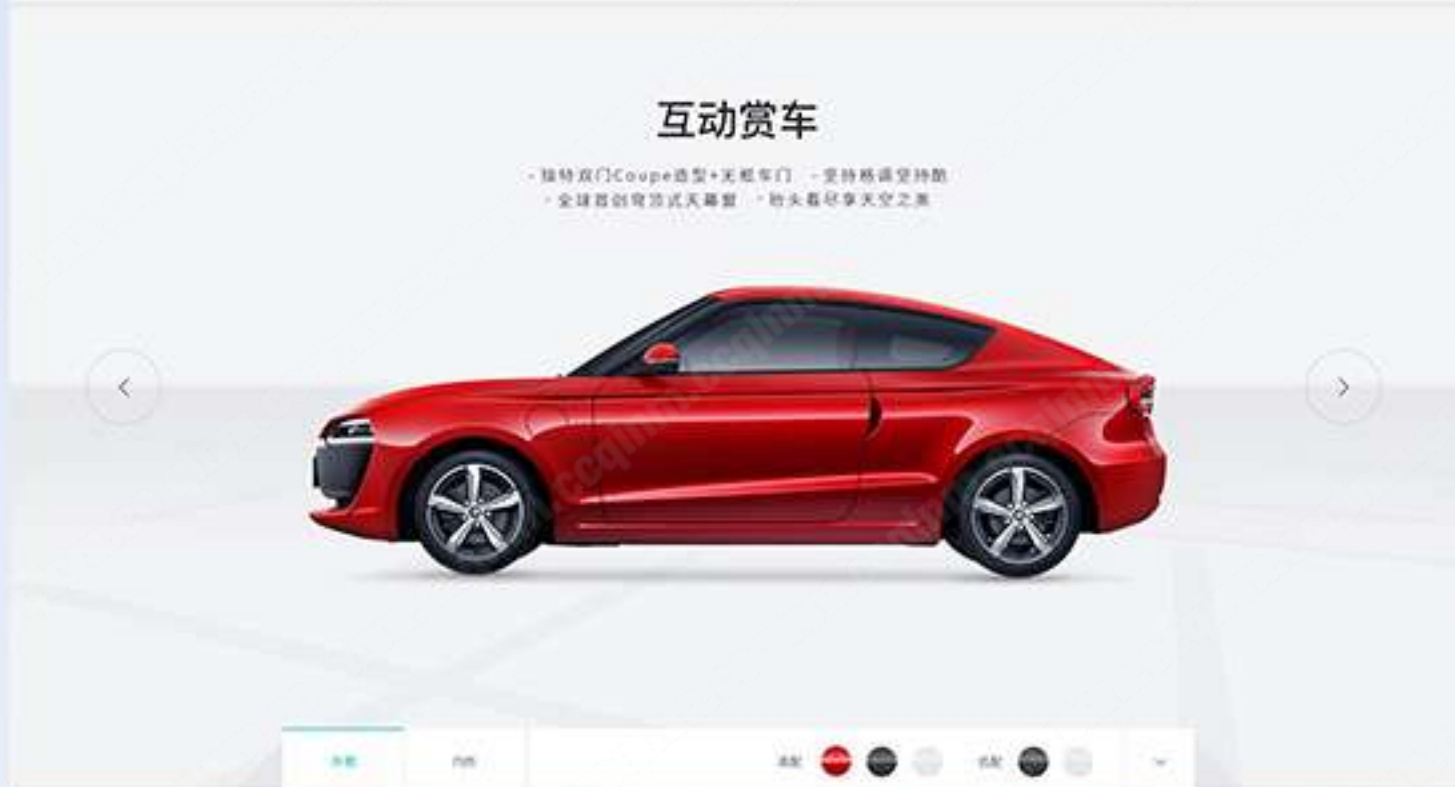 互动赏车
- 独特双门Coupe造型+无框车门 - 坚持格调坚持酷
- 全球首创穹顶式天幕窗 - 抬头看尽享天空之美
外观 内饰 高配 低配